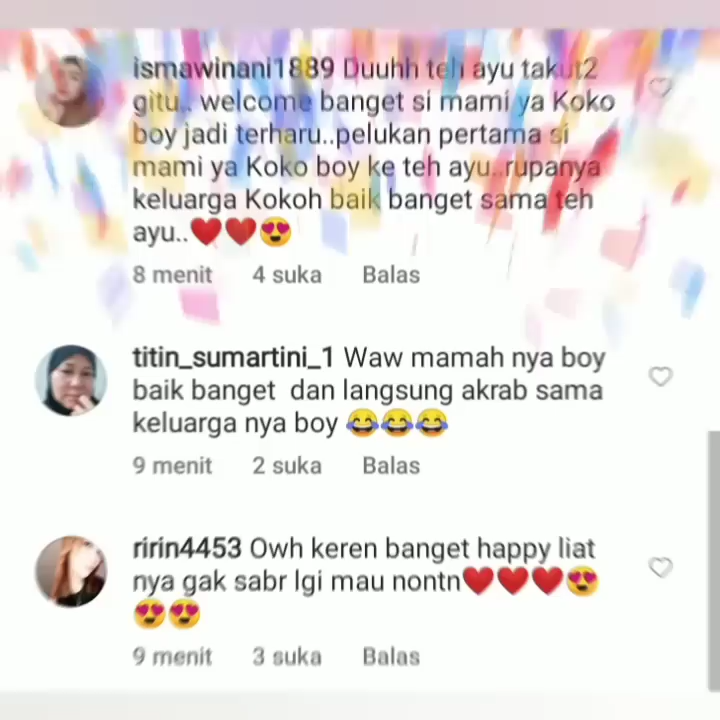 ismawinani1889 Duuhh teh ayu takut2
gitu.. welcome banget si mami ya Koko
boy jadi terharu..pelukan pertama si
mami ya Koko boy ke teh ayu..rupanya
keluarga Kokoh baik banget sama teh
ayu..❤️❤️😍
8 menit 4 suka Balas
titin_sumartini_1 Waw mamah nya boy
baik banget dan langsung akrab sama
keluarga nya boy 😂😂😂
9 menit 2 suka Balas
ririn4453 Owh keren banget happy liat
nya gak sabr lgi mau nontn❤️❤️❤️😍
😍😍
9 menit 3 suka Balas